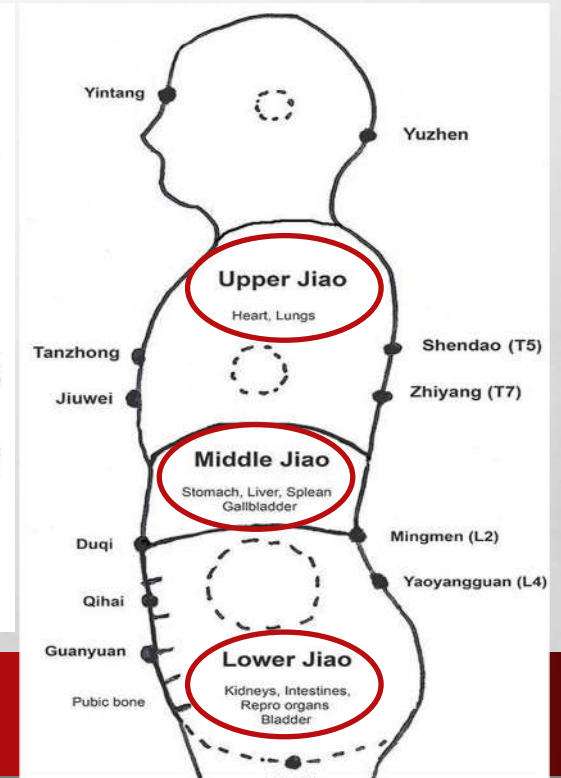 Yintang
Yuzhen
Upper Jiao
Heart, Lungs
Tanzhong
Shendao (T5)
Jiuwei
Zhiyang (T7)
Middle Jiao
Stomach, Liver, Splean
Gallbladder
Duqi
Mingmen (L2)
Yaoyangguan (L4)
Qihai
Guanyuan
Lower Jiao
Kidneys, Intestines,
Repro organs
Bladder
Pubic bone